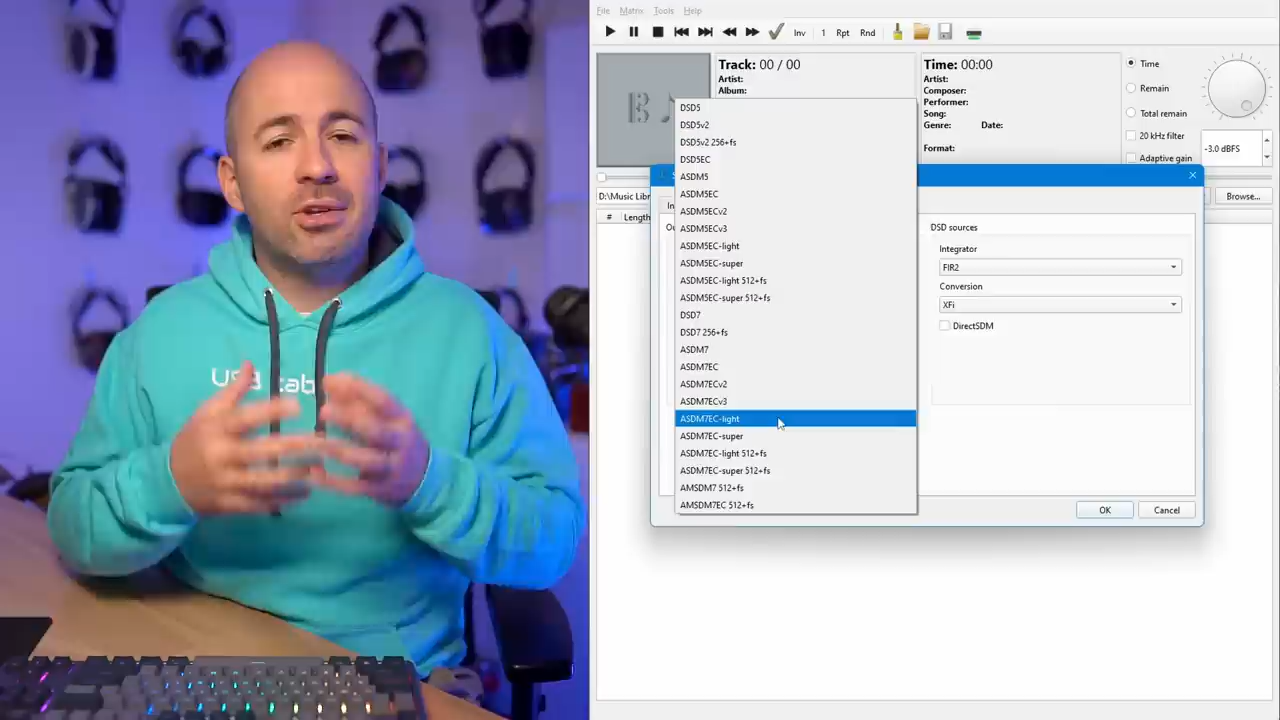 File Matrix Tools Help
Inv 1 Rpt Rnd
Track: 00 / 00
Artist:
Album:
Time: 00:00
Artist:
Composer:
Performer:
Song:
Genre: Date:
Format:
Time
Remain
Total remain
20 kHz filter
Adaptive gain
-3.0 dBFS
D:\Music Libr
Browse...
# Length
DSD5
DSD5v2
DSD5v2 256+fs
DSD5EC
ASDM5
ASDM5EC
ASDM5ECv2
ASDM5ECv3
ASDM5EC-light
ASDM5EC-super
ASDM5EC-light 512+fs
ASDM5EC-super 512+fs
DSD7
DSD7 256+fs
ASDM7
ASDM7EC
ASDM7ECv2
ASDM7ECv3
ASDM7EC-light
ASDM7EC-super
ASDM7EC-light 512+fs
ASDM7EC-super 512+fs
AMSDM7 512+fs
AMSDM7EC 512+fs
DSD sources
Integrator
FIR2
Conversion
XFi
DirectSDM
OK Cancel